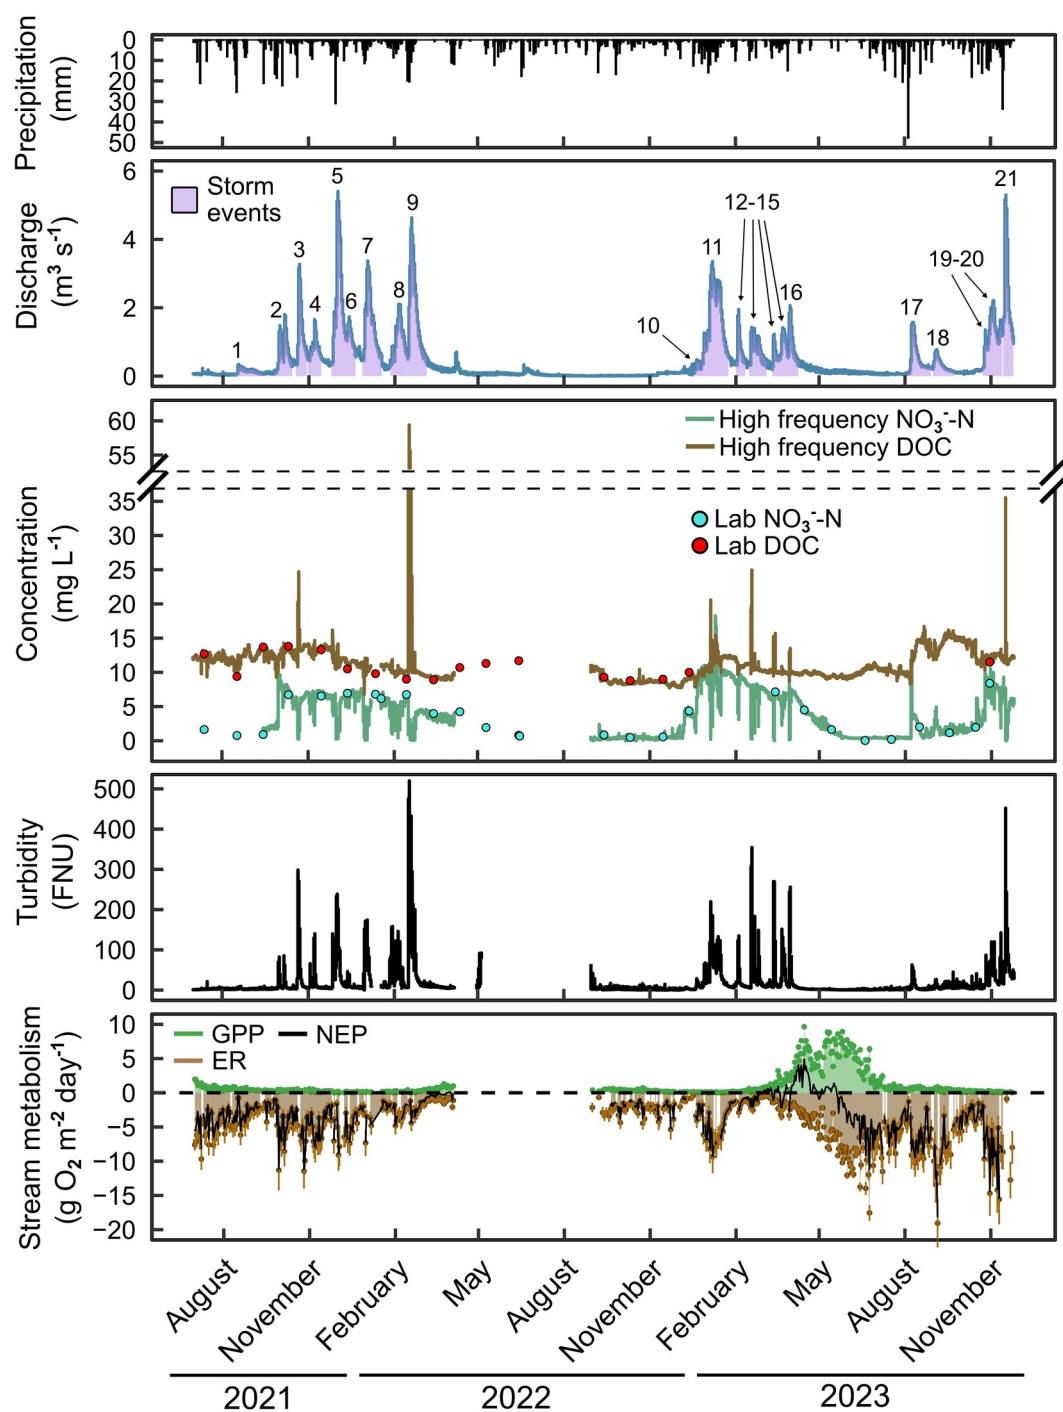 Precipitation
(mm)
0
10
20
30
40
50
Discharge
(m³ s⁻¹)
6
4
2
0
Storm
events
1
2
3
4
5
6
7
8
9
10
11
12-15
16
17
18
19-20
21
Concentration
(mg L⁻¹)
60
55
35
30
25
20
15
10
5
0
High frequency NO₃⁻-N
High frequency DOC
Lab NO₃⁻-N
Lab DOC
Turbidity
(FNU)
500
400
300
200
100
0
Stream metabolism
(g O₂ m⁻² day⁻¹)
10
5
0
−5
−10
−15
−20
GPP
NEP
ER
August
November
February
May
August
November
February
May
August
November
2021
2022
2023